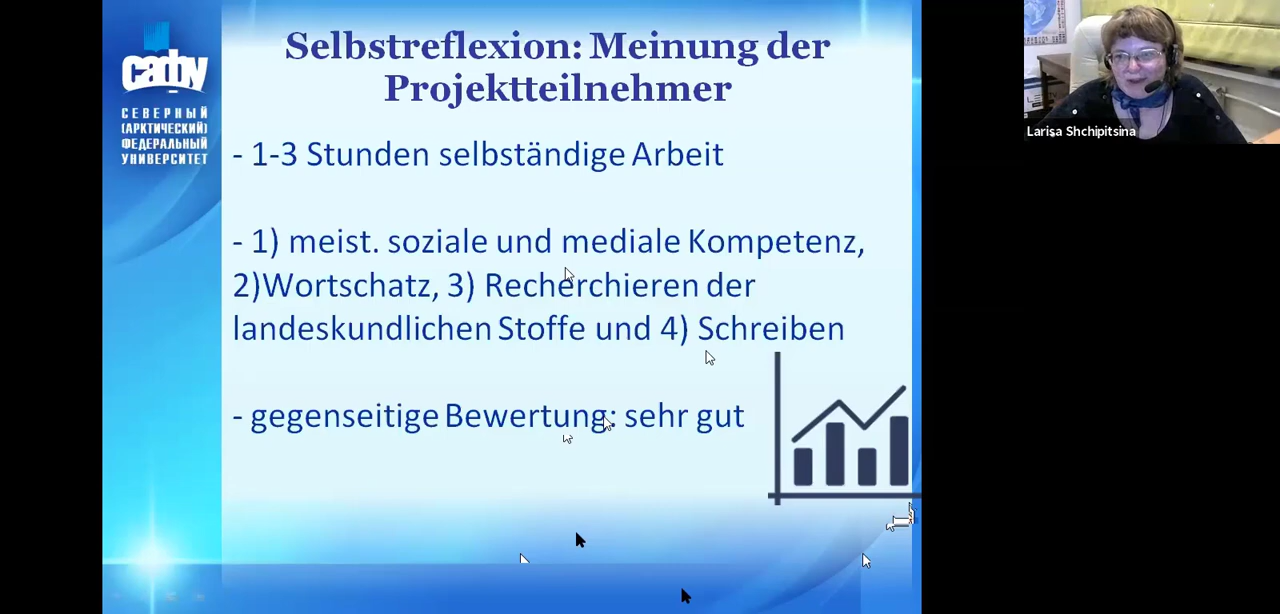 сафу
СЕВЕРНЫЙ
(АРКТИЧЕСКИЙ)
ФЕДЕРАЛЬНЫЙ
УНИВЕРСИТЕТ
Selbstreflexion: Meinung der
Projektteilnehmer
- 1-3 Stunden selbständige Arbeit
- 1) meist. soziale und mediale Kompetenz,
2)Wortschatz, 3) Recherchieren der
landeskundlichen Stoffe und 4) Schreiben
- gegenseitige Bewertung: sehr gut
Larisa Shchipitsina